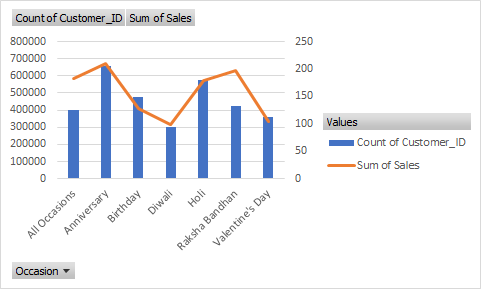 Count of Customer_ID Sum of Sales
800000
700000
600000
500000
400000
300000
200000
100000
0
250
200
150
100
50
0
All Occasions
Anniversary
Birthday
Diwali
Holi
Raksha Bandhan
Valentine's Day
Values
Count of Customer_ID
Sum of Sales
Occasion